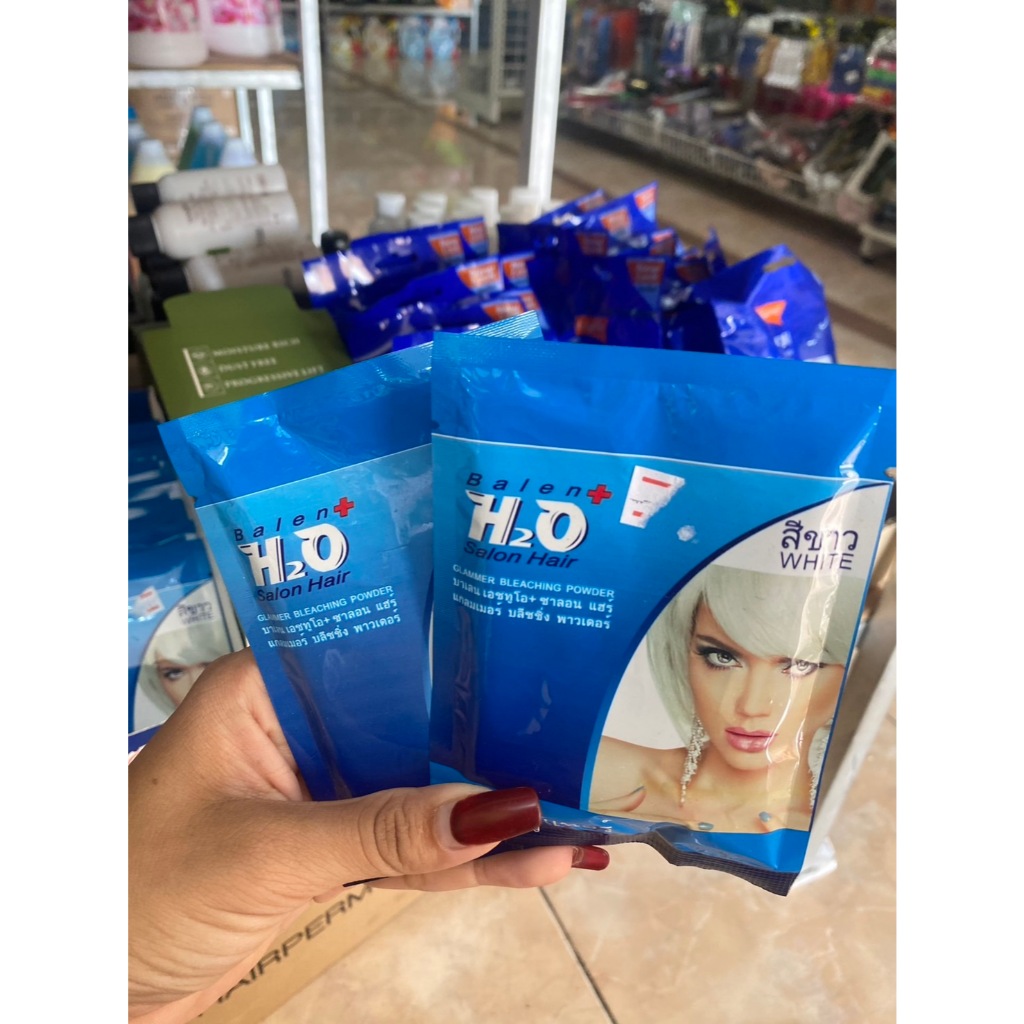 Balen+
H2O
Salon Hair
GLAMMER BLEACHING POWDER
บาเลน เอชทูโอ+ ซาลอน แฮร์
แกลมเมอร์ บลีชชิ่ง พาวเดอร์
Balen+
H2O
Salon Hair
GLAMMER BLEACHING POWDER
บาเลน เอชทูโอ+ ซาลอน แฮร์
แกลมเมอร์ บลีชชิ่ง พาวเดอร์
สีขาว
WHITE
MOISTURE RICH
DUST FREE
PROGRESSIVE LIFT
สีขาว
WHITE
HAIRPERM